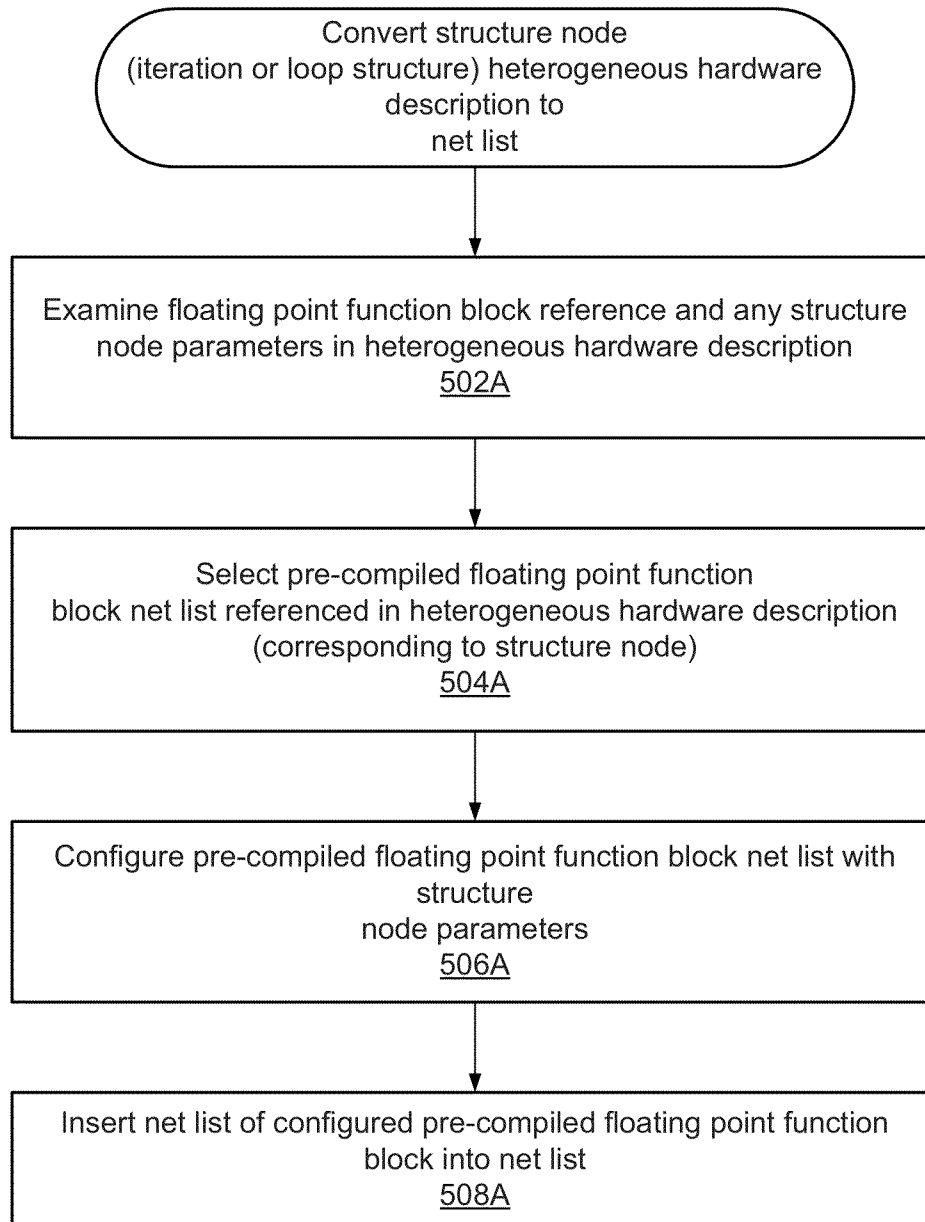 Convert structure node
(iteration or loop structure) heterogeneous hardware
description to
net list
Examine floating point function block reference and any structure
node parameters in heterogeneous hardware description
502A
Select pre-compiled floating point function
block net list referenced in heterogeneous hardware description
(corresponding to structure node)
504A
Configure pre-compiled floating point function block net list with
structure
node parameters
506A
Insert net list of configured pre-compiled floating point function
block into net list
508A